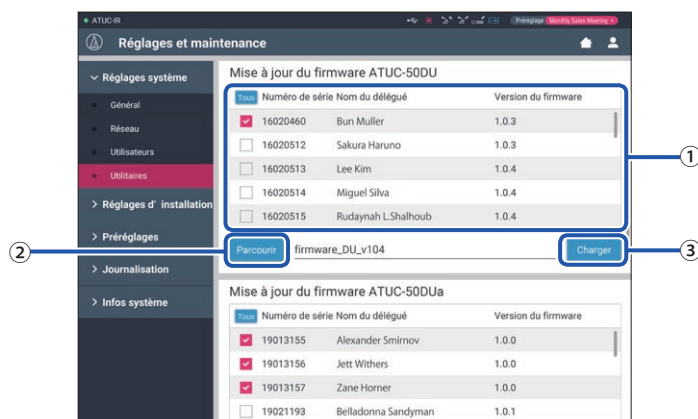 ATUC-IR
Préréglage Monthly Sales Meeting
Réglages et maintenance
Réglages système
Général
Réseau
Utilisateurs
Utilitaires
Réglages d' installation
Préréglages
Journalisation
Infos système
Mise à jour du firmware ATUC-50DU
Tous Numéro de série Nom du délégué Version du firmware
16020460 Bun Muller 1.0.3
16020512 Sakura Haruno 1.0.3
16020513 Lee Kim 1.0.4
16020514 Miguel Silva 1.0.4
16020515 Rudaynah L.Shalhoub 1.0.4
①
② Parcourir firmware_DU_v104 Charger ③
Mise à jour du firmware ATUC-50DUa
Tous Numéro de série Nom du délégué Version du firmware
19013155 Alexander Smirnov 1.0.0
19013156 Jett Withers 1.0.0
19013157 Zane Horner 1.0.0
19021193 Belladonna Sandyman 1.0.1